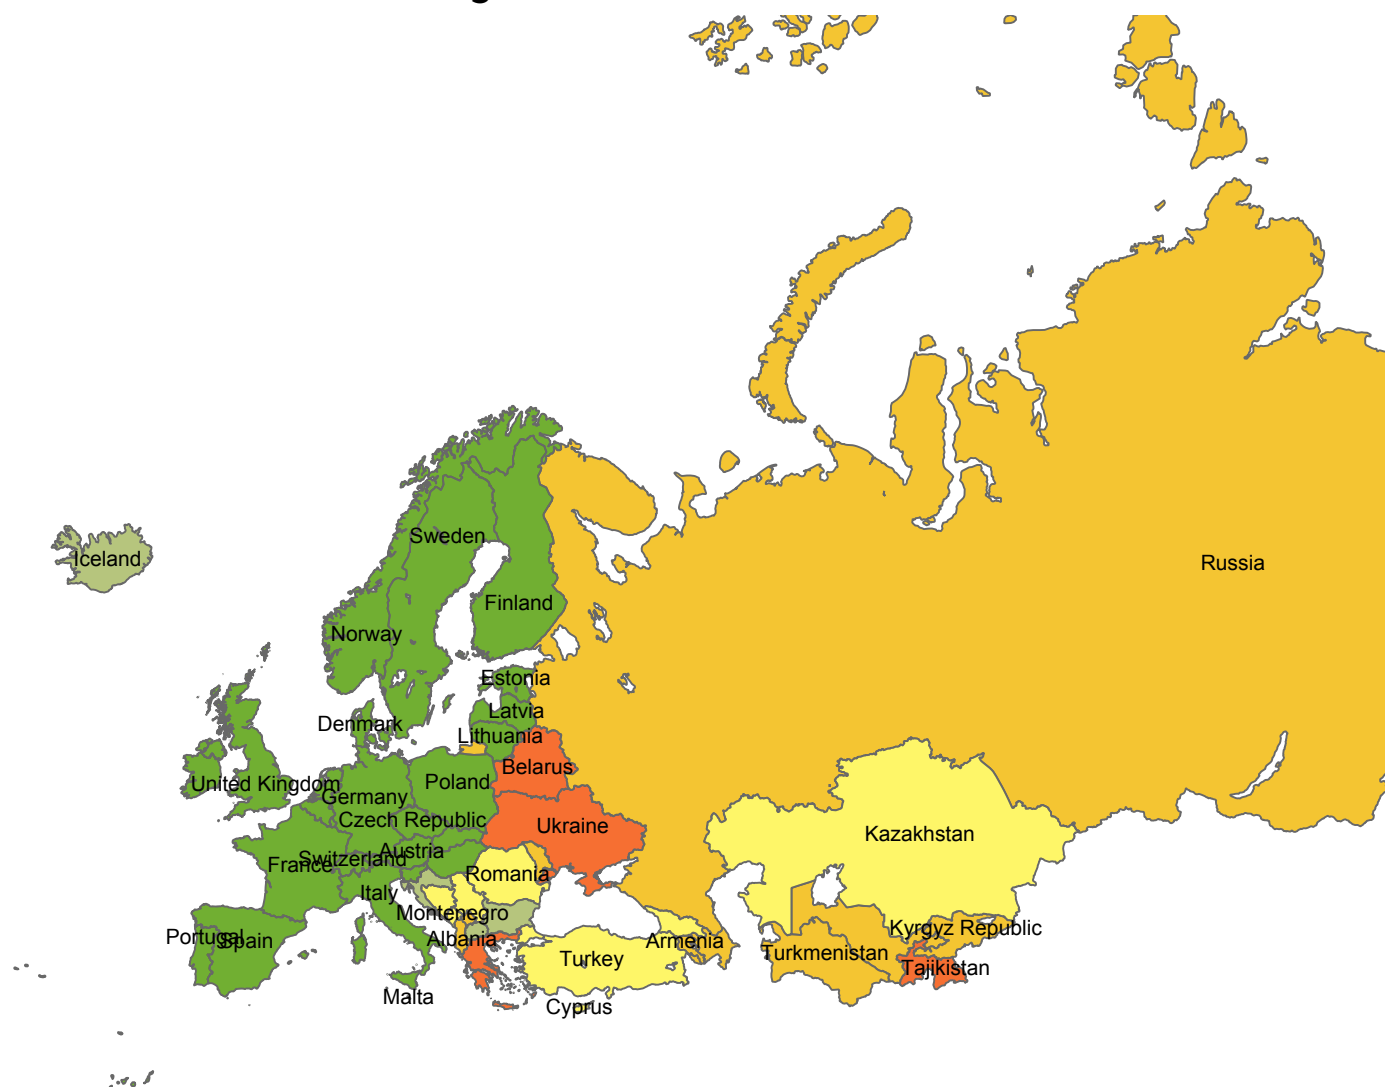 Iceland
Sweden
Russia
Finland
Norway
Estonia
Latvia
Denmark
Lithuania
Belarus
Poland
United Kingdom
Germany
Czech Republic
Ukraine
Kazakhstan
Austria
Switzerland
France
Romania
Italy
Montenegro
Kyrgyz Republic
Portugal
Spain
Albania
Armenia
Turkmenistan
Turkey
Tajikistan
Malta
Cyprus